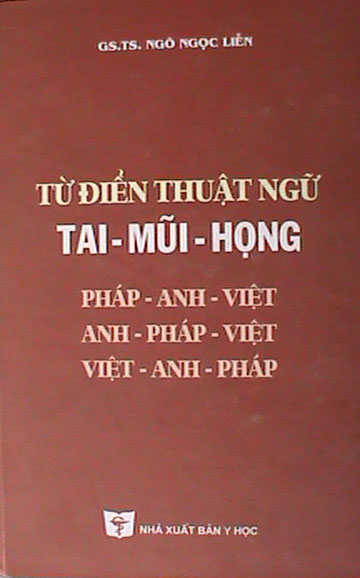 GS.TS. NGÔ NGỌC LIỄN
TỪ ĐIỂN THUẬT NGỮ
TAI-MŨI-HỌNG
PHÁP - ANH - VIỆT
ANH - PHÁP - VIỆT
VIỆT - ANH - PHÁP
NHÀ XUẤT BẢN Y HỌC